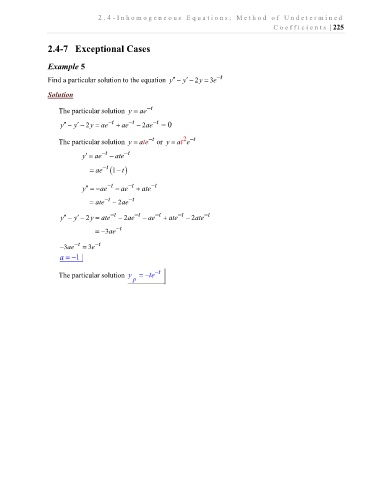 2.4-Inhomogeneous Equations; Method of Undetermined
Coefficients | 225
2.4-7 Exceptional Cases
Example 5
Find a particular solution to the equation y″ − y′ − 2y = 3e^−t
Solution
The particular solution y = ae^−t
y″ − y′ − 2y = ae^−t + ae^−t − 2ae^−t = 0
The particular solution y = ate^−t or y = at²e^−t
y′ = ae^−t − ate^−t
= ae^−t (1 − t)
y″ = −ae^−t − ae^−t + ate^−t
= ate^−t − 2ae^−t
y″ − y′ − 2y = ate^−t − 2ae^−t − ae^−t + ate^−t − 2ate^−t
= −3ae^−t
−3ae^−t = 3e^−t
a = −1
The particular solution y_p = −te^−t